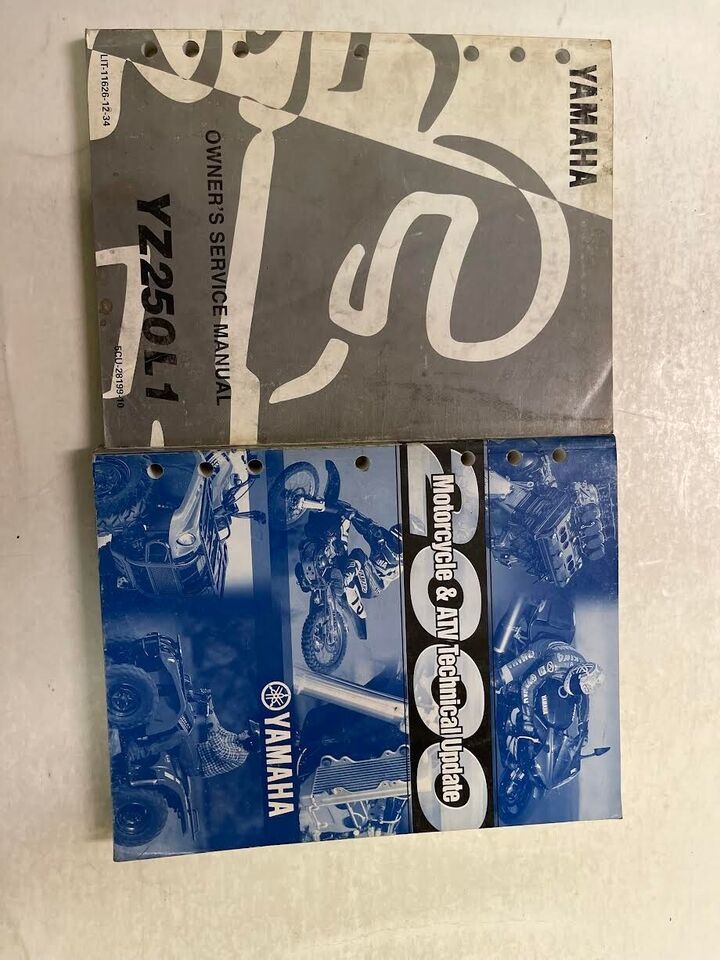 YAMAHA
OWNER'S SERVICE MANUAL
YZ250L1
LIT-11626-12-34
5CU-28199-10
2000
Motorcycle & ATV Technical Update
YAMAHA